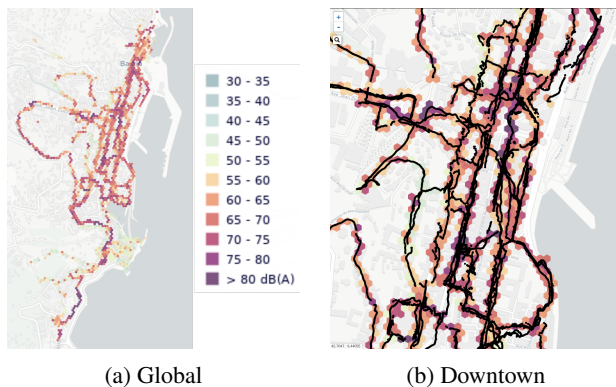 Ba
30 - 35
35 - 40
40 - 45
45 - 50
50 - 55
55 - 60
60 - 65
65 - 70
70 - 75
75 - 80
> 80 dB(A)
+
-
(a) Global
(b) Downtown